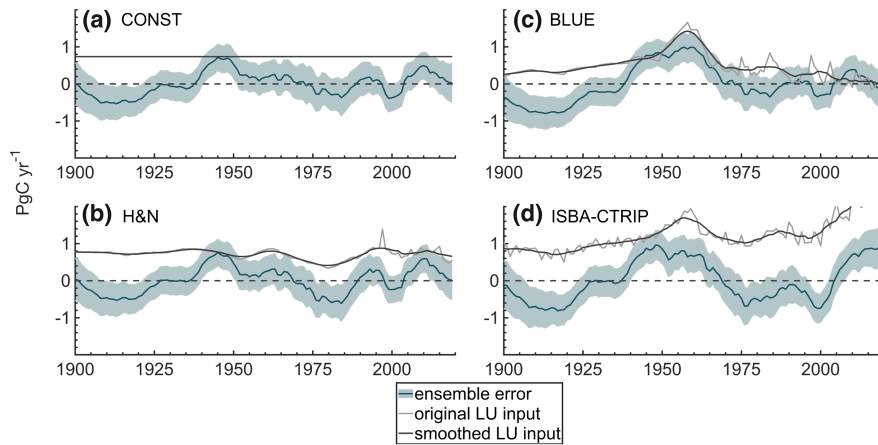 (a) CONST
(c) BLUE
1
0
-1
1900 1925 1950 1975 2000
1
0
-1
1900 1925 1950 1975 2000
PgC yr-1
(b) H&N
(d) ISBA-CTRIP
1
0
-1
1900 1925 1950 1975 2000
1
0
-1
1900 1925 1950 1975 2000
ensemble error
original LU input
smoothed LU input